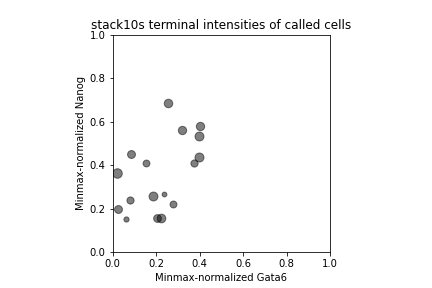 stack10s terminal intensities of called cells
1.0
0.8
0.6
0.4
0.2
0.0
Minmax-normalized Nanog
0.0 0.2 0.4 0.6 0.8 1.0
Minmax-normalized Gata6